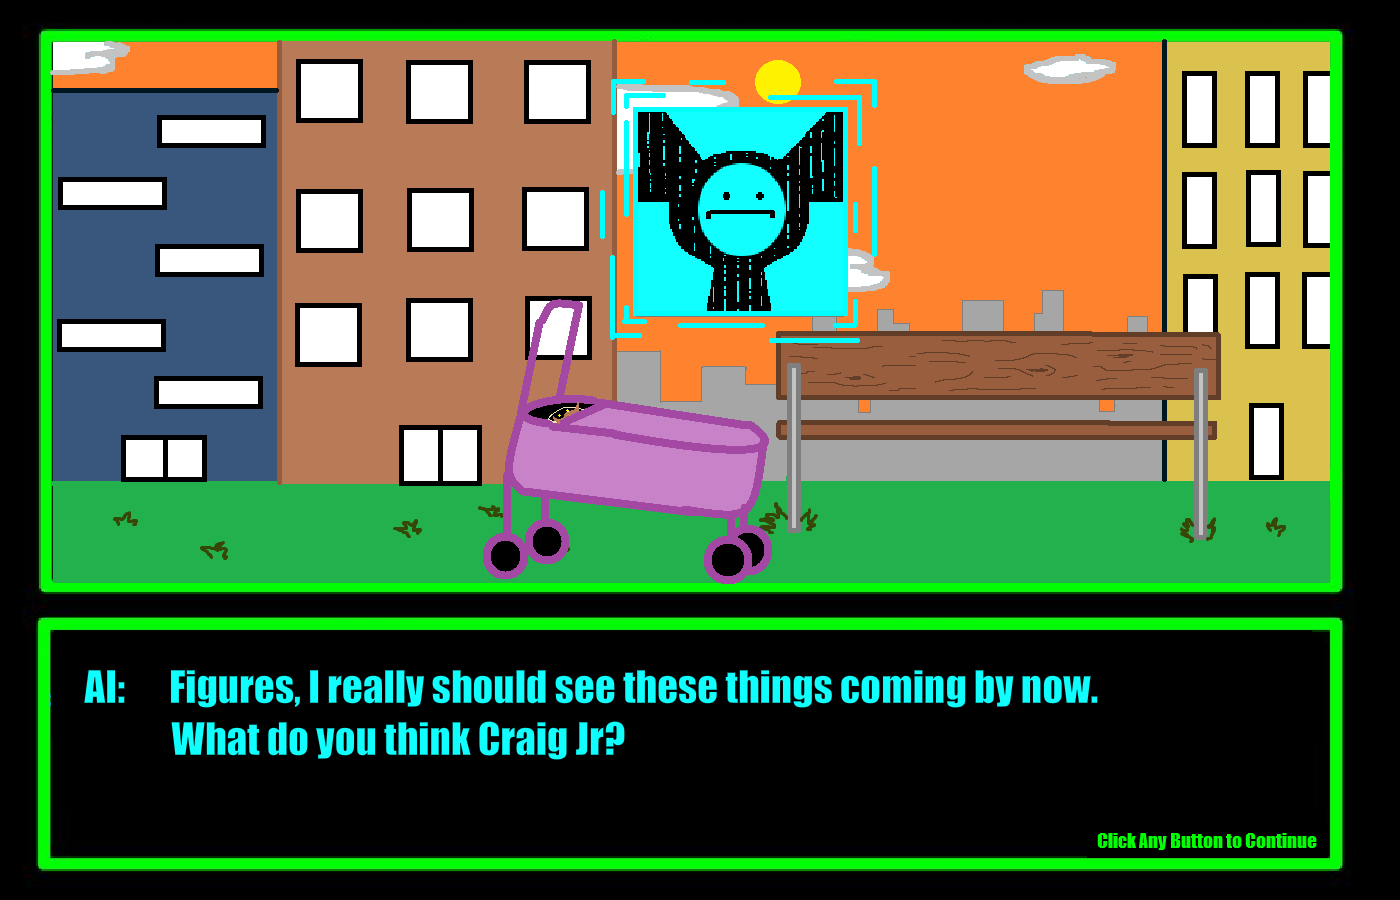 AI: Figures, I really should see these things coming by now.
What do you think Craig Jr?
Click Any Button to Continue